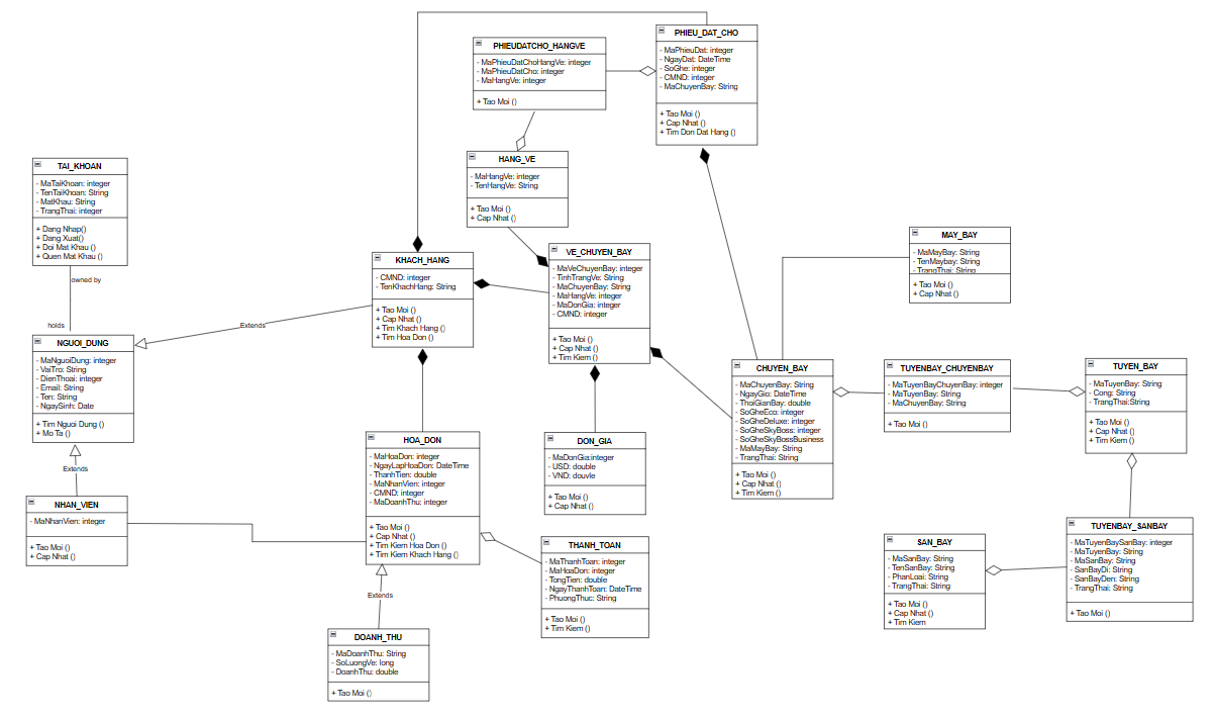 PHIEU_DAT_CHO
- MaPhieuDat: integer
- NgayDat: DateTime
- SoGhe: integer
- CMND: integer
- MaChuyenBay: String
+ Tao Moi ()
+ Cap Nhat ()
+ Tim Don Dat Hang ()
PHIEUDATCHO_HANGVE
- MaPhieuDatChoHangVe: integer
- MaPhieuDatCho: integer
- MaHangVe: integer
+ Tao Moi ()
HANG_VE
- MaHangVe: integer
- TenHangVe: String
+ Tao Moi ()
+ Cap Nhat ()
TAI_KHOAN
- MaTaiKhoan: integer
- TenTaiKhoan: String
- MatKhau: String
- TrangThai: integer
+ Dang Nhap()
+ Dang Xuat()
+ Doi Mat Khau ()
+ Quen Mat Khau ()
owned by
holds
KHACH_HANG
- CMND: integer
- TenKhachHang: String
+ Tao Moi ()
+ Cap Nhat ()
+ Tim Khach Hang ()
+ Tim Hoa Don ()
VE_CHUYEN_BAY
- MaVeChuyenBay: integer
- TinhTrangVe: String
- MaChuyenBay: String
- MaHangVe: integer
- MaDonGia: integer
- CMND: integer
+ Tao Moi ()
+ Cap Nhat ()
+ Tim Kiem ()
MAY_BAY
- MaMayBay: String
- TenMaybay: String
- TrangThai: String
+ Tao Moi ()
+ Cap Nhat ()
Extends
NGUOI_DUNG
- MaNguoiDung: integer
- VaiTro: String
- DienThoai: integer
- Email: String
- Ten: String
- NgaySinh: Date
+ Tim Nguoi Dung ()
+ Mo Ta ()
CHUYEN_BAY
- MaChuyenBay: String
- NgayGio: DateTime
- ThoiGianBay: double
- SoGheEco: integer
- SoGheDeluxe: integer
- SoGheSkyBoss: integer
- SoGheSkyBossBusiness
- MaMayBay: String
- TrangThai: String
+ Tao Moi ()
+ Cap Nhat ()
+ Tim Kiem ()
TUYENBAY_CHUYENBAY
- MaTuyenBayChuyenBay: integer
- MaTuyenBay: String
- MaChuyenBay: String
+ Tao Moi ()
TUYEN_BAY
- MaTuyenBay: String
- Cong: String
- TrangThai:String
+ Tao Moi ()
+ Cap Nhat ()
+ Tim Kiem ()
HOA_DON
- MaHoaDon: integer
- NgayLapHoaDon: DateTime
- ThanhTien: double
- MaNhanVien: integer
- CMND: integer
- MaDoanhThu: integer
+ Tao Moi ()
+ Cap Nhat ()
+ Tim Kiem Hoa Don ()
+ Tim Kiem Khach Hang ()
DON_GIA
- MaDonGia:integer
- USD: double
- VND: douvle
+ Tao Moi ()
+ Cap Nhat ()
Extends
NHAN_VIEN
- MaNhanVien: integer
+ Tao Moi ()
+ Cap Nhat ()
THANH_TOAN
- MaThanhToan: integer
- MaHoaDon: integer
- TongTien: double
- NgayThanhToan: DateTime
- PhuongThuc: String
+ Tao Moi ()
+ Tim Kiem ()
SAN_BAY
- MaSanBay: String
- TenSanBay: String
- PhanLoai: String
- TrangThai: String
+ Tao Moi ()
+ Cap Nhat ()
+ Tim Kiem
TUYENBAY_SANBAY
- MaTuyenBaySanBay: integer
- MaTuyenBay: String
- MaSanBay: String
- SanBayDi: String
- SanBayDen: String
- TrangThai: String
+ Tao Moi ()
Extends
DOANH_THU
- MaDoanhThu: String
- SoLuongVe: long
- DoanhThu: double
+ Tao Moi ()